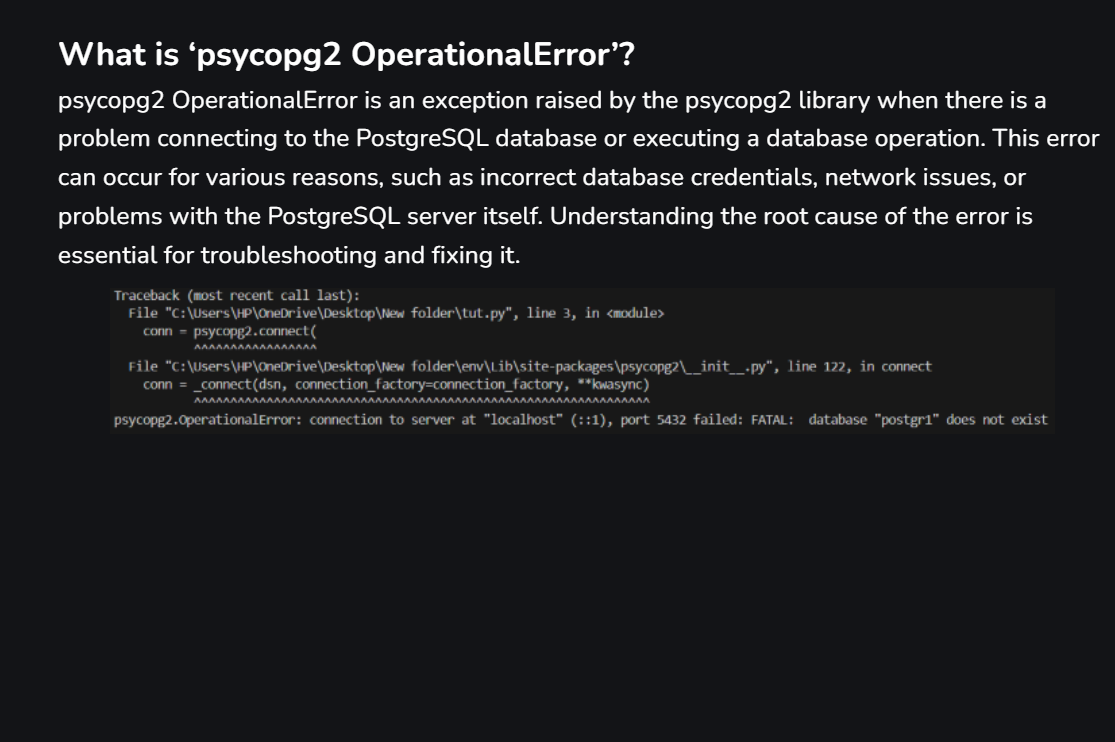 What is ‘psycopg2 OperationalError’?
psycopg2 OperationalError is an exception raised by the psycopg2 library when there is a
problem connecting to the PostgreSQL database or executing a database operation. This error
can occur for various reasons, such as incorrect database credentials, network issues, or
problems with the PostgreSQL server itself. Understanding the root cause of the error is
essential for troubleshooting and fixing it.
Traceback (most recent call last):
  File "C:\Users\HP\OneDrive\Desktop\New folder\tut.py", line 3, in <module>
    conn = psycopg2.connect(
           ^^^^^^^^^^^^^^^^^
  File "C:\Users\HP\OneDrive\Desktop\New folder\env\Lib\site-packages\psycopg2\__init__.py", line 122, in connect
    conn = _connect(dsn, connection_factory=connection_factory, **kwasync)
           ^^^^^^^^^^^^^^^^^^^^^^^^^^^^^^^^^^^^^^^^^^^^^^^^^^^^^^^^^^^^^^^
psycopg2.OperationalError: connection to server at "localhost" (::1), port 5432 failed: FATAL:  database "postgr1" does not exist